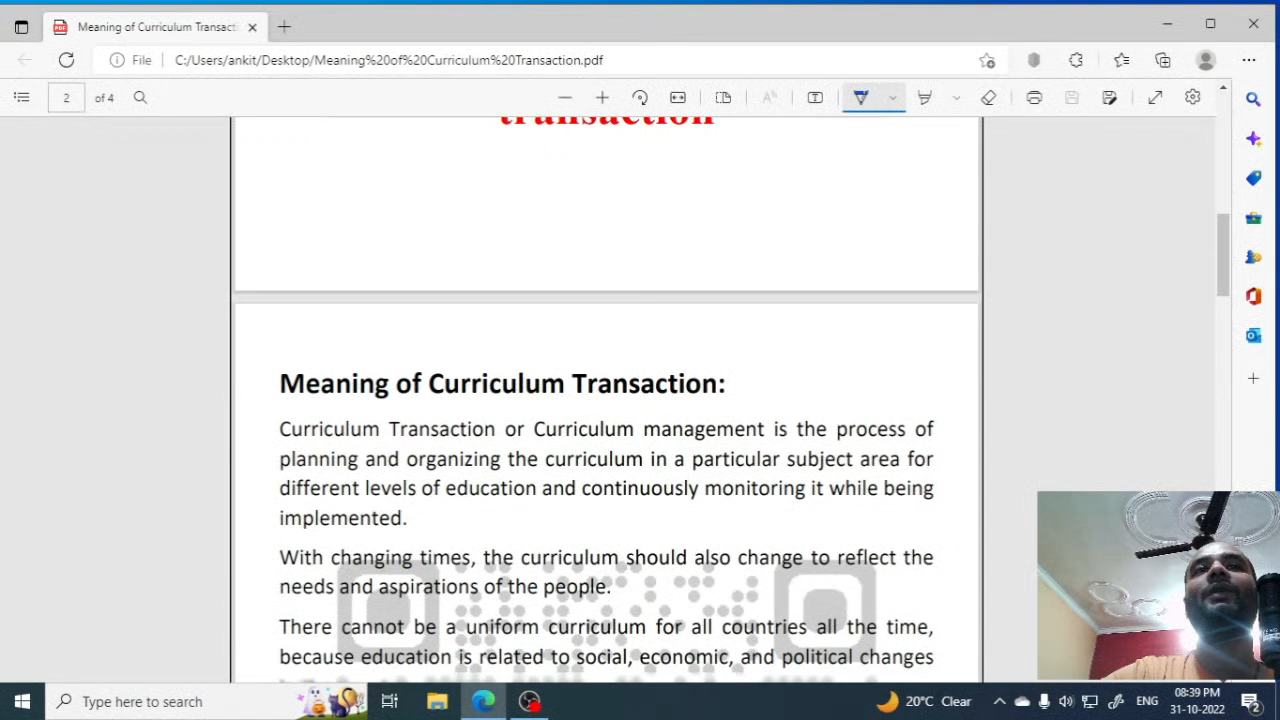 Meaning of Curriculum Transact
File
C:/Users/ankit/Desktop/Meaning%20of%20Curriculum%20Transaction.pdf
2 of 4
transaction
Meaning of Curriculum Transaction:
Curriculum Transaction or Curriculum management is the process of
planning and organizing the curriculum in a particular subject area for
different levels of education and continuously monitoring it while being
implemented.
With changing times, the curriculum should also change to reflect the
needs and aspirations of the people.
There cannot be a uniform curriculum for all countries all the time,
because education is related to social, economic, and political changes
Type here to search
20°C Clear
ENG
08:39 PM
31-10-2022
2